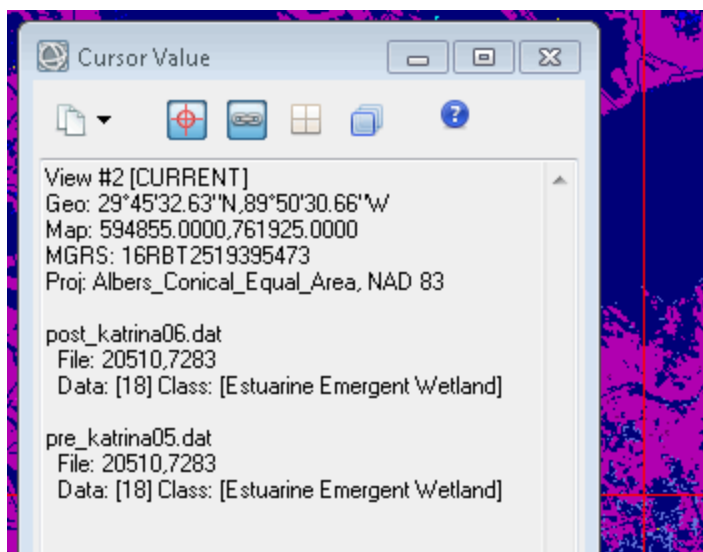 Cursor Value
View #2 [CURRENT]
Geo: 29°45'32.63"N,89°50'30.66"W
Map: 594855.0000,761925.0000
MGRS: 16RBT2519395473
Proj: Albers_Conical_Equal_Area, NAD 83
post_katrina06.dat
File: 20510,7283
Data: [18] Class: [Estuarine Emergent Wetland]
pre_katrina05.dat
File: 20510,7283
Data: [18] Class: [Estuarine Emergent Wetland]